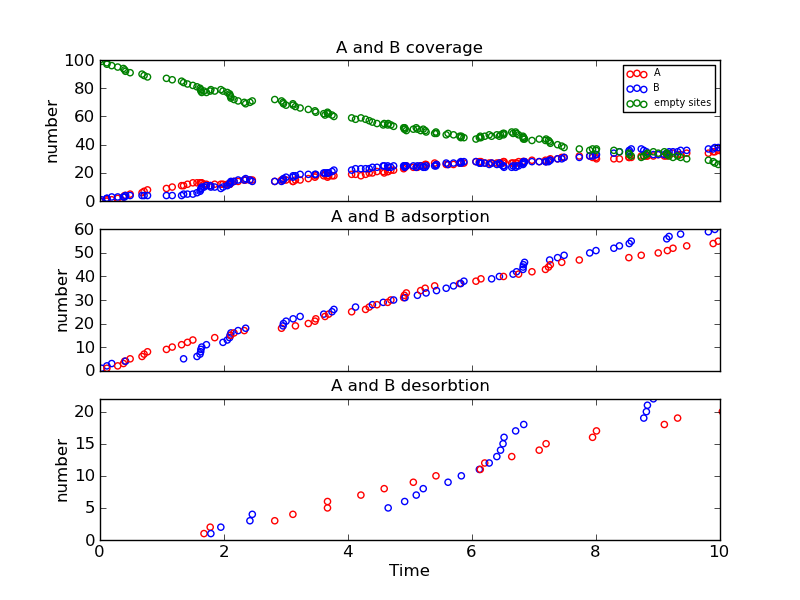 A and B coverage
100
80
60
40
20
0
number
A
B
empty sites
A and B adsorption
60
50
40
30
20
10
0
number
A and B desorbtion
20
15
10
5
0
number
0 2 4 6 8 10
Time